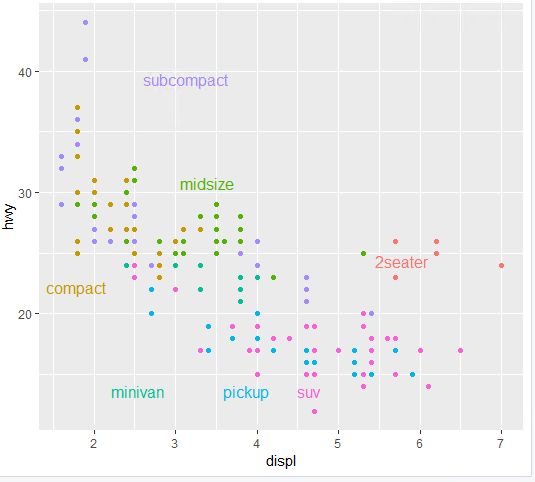 subcompact
40
midsize
30
hwy
2seater
compact
20
minivan pickup suv
2 3 4 5 6 7
displ